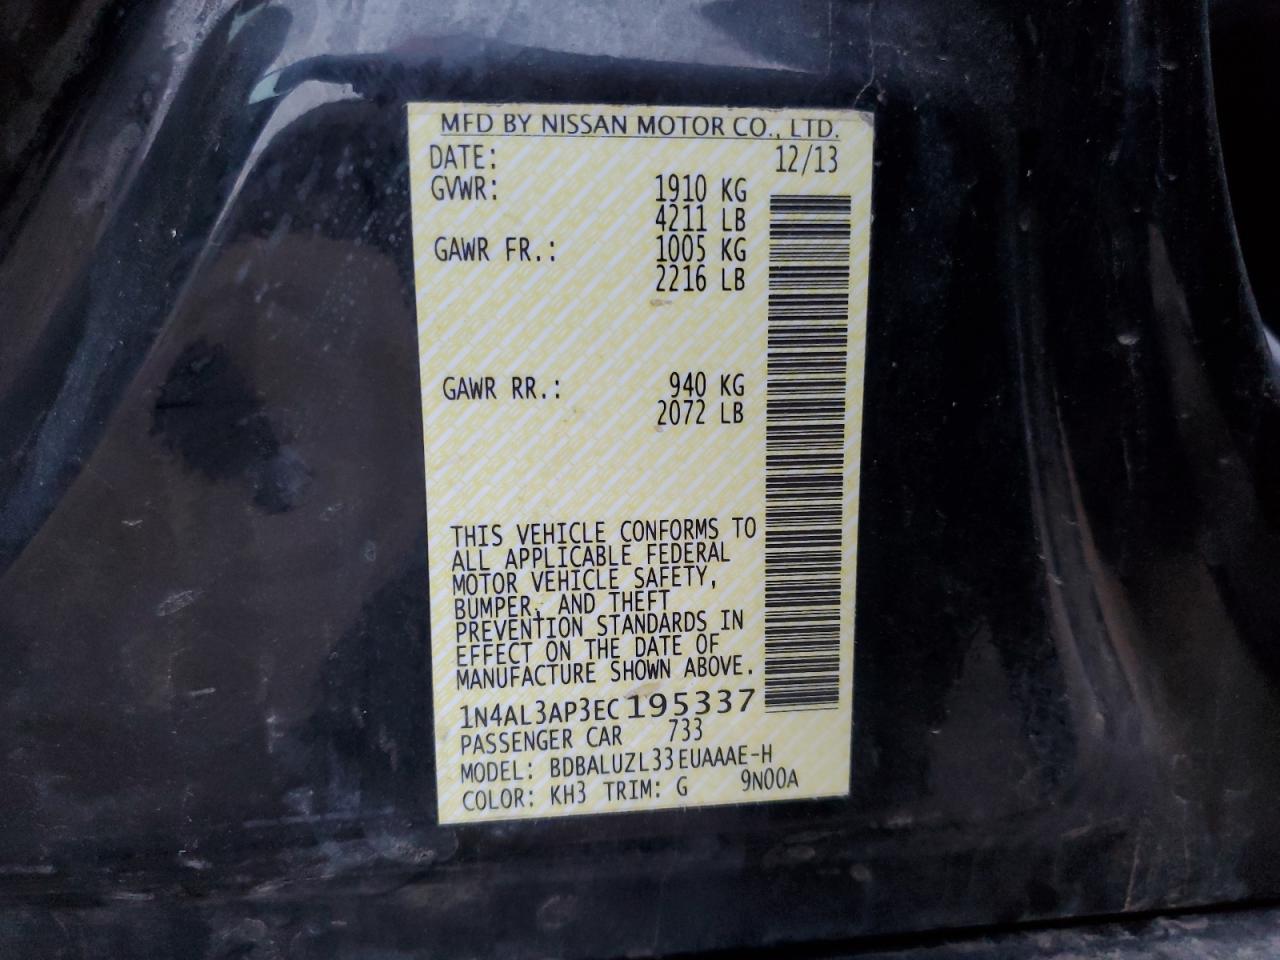 MFD BY NISSAN MOTOR CO., LTD.
DATE: 12/13
GVWR: 1910 KG
4211 LB
GAWR FR.: 1005 KG
2216 LB
GAWR RR.: 940 KG
2072 LB
THIS VEHICLE CONFORMS TO
ALL APPLICABLE FEDERAL
MOTOR VEHICLE SAFETY,
BUMPER, AND THEFT
PREVENTION STANDARDS IN
EFFECT ON THE DATE OF
MANUFACTURE SHOWN ABOVE.
1N4AL3AP3EC195337
PASSENGER CAR 733
MODEL: BDBALUZL33EUAAAE-H
COLOR: KH3 TRIM: G 9N00A